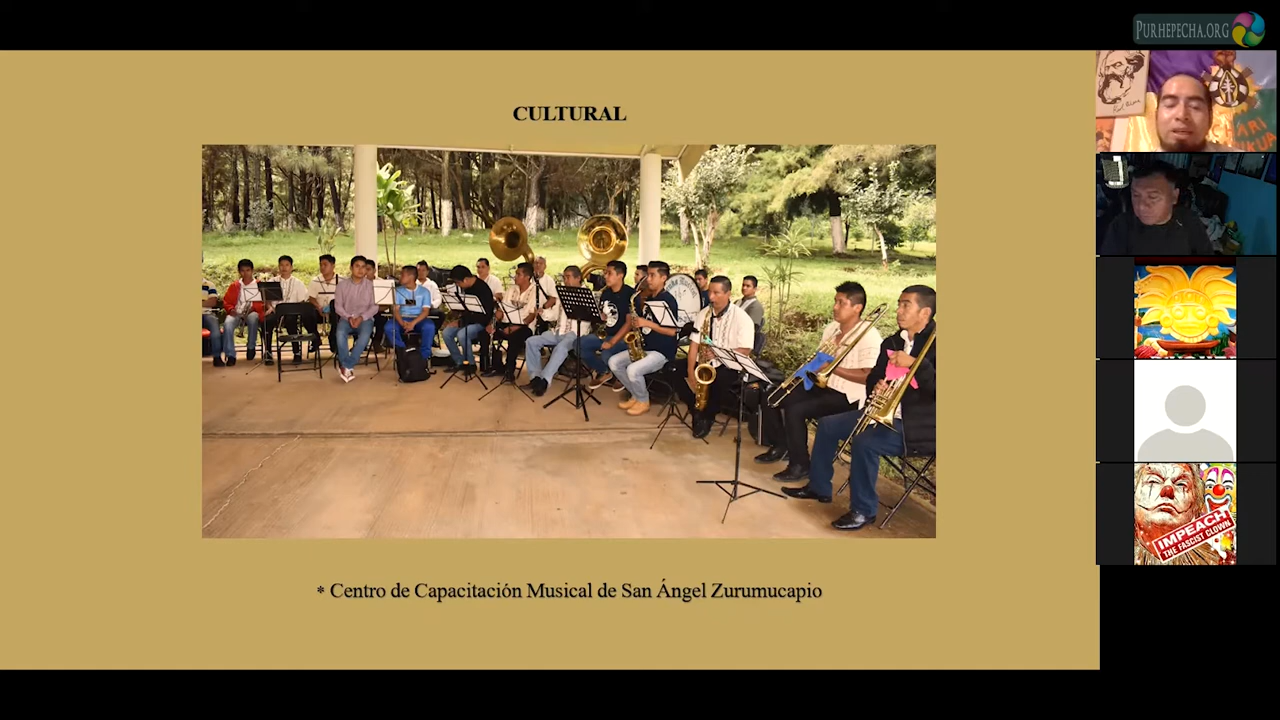 PURHEPECHA.ORG
CULTURAL
* Centro de Capacitación Musical de San Ángel Zurumucapio
IMPEACH
THE FASCIST CLOWN